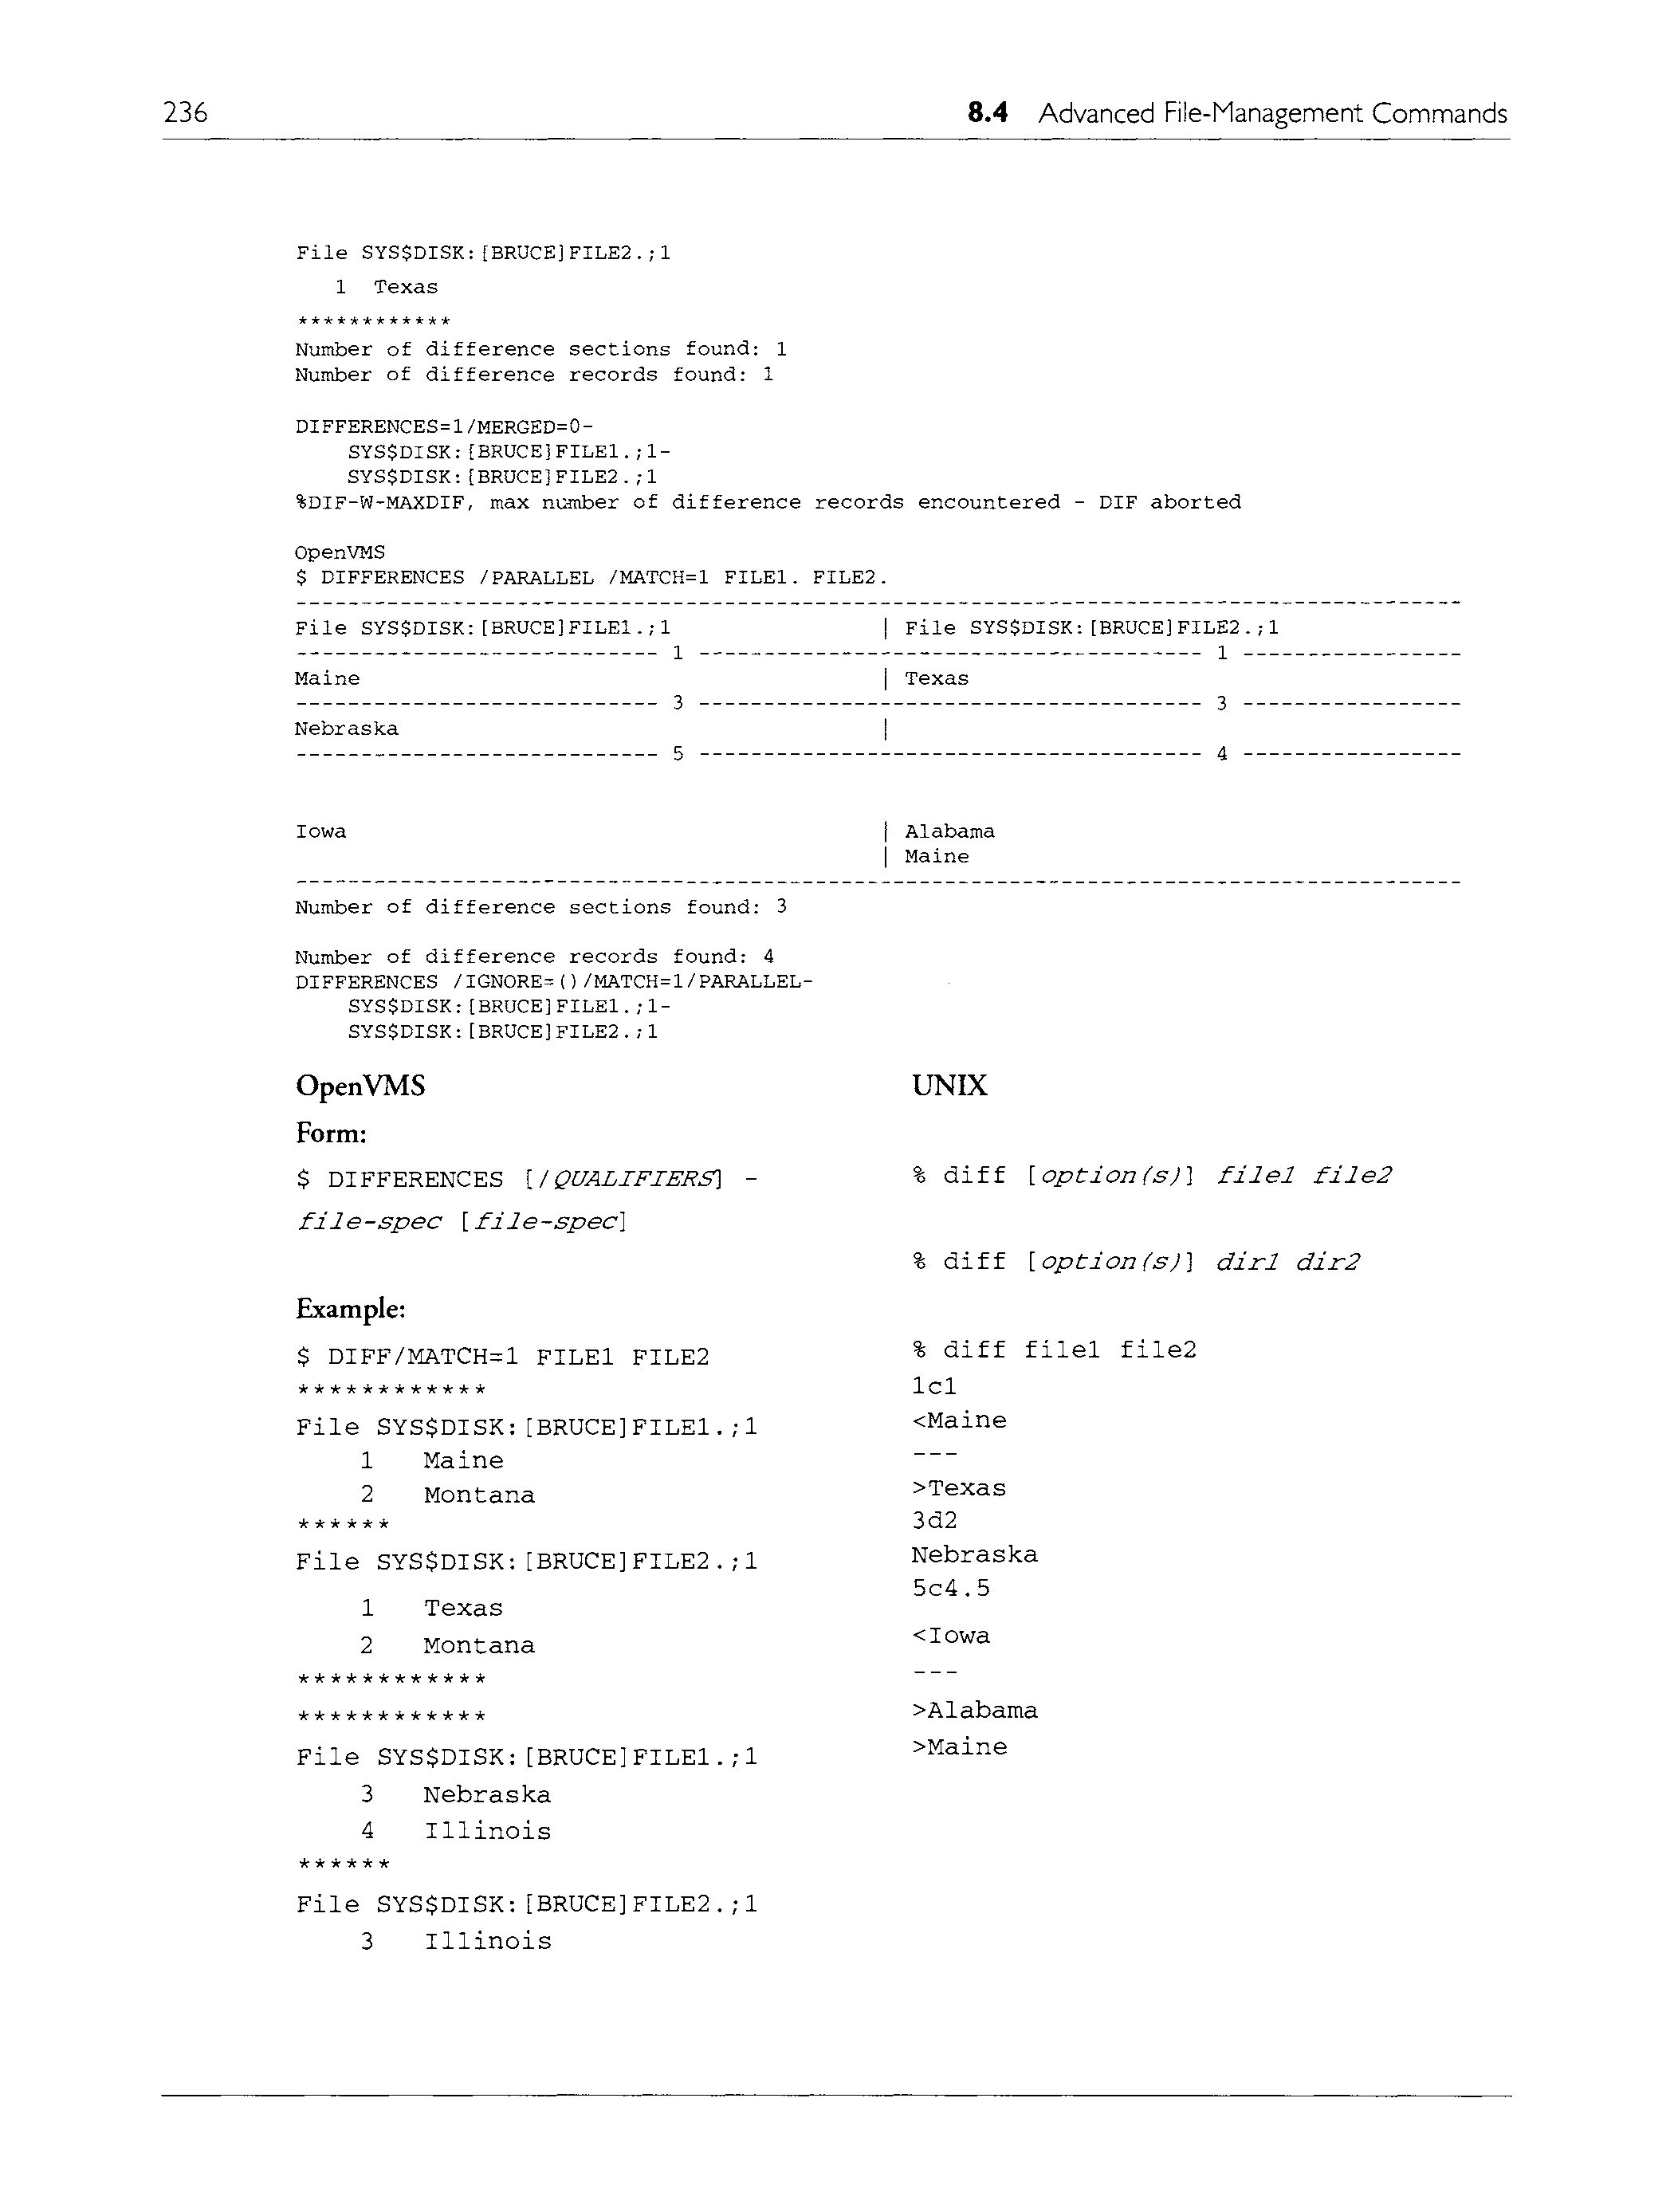 236
8.4 Advanced File-Management Commands
File SYS$DISK:[BRUCE]FILE2.;1
1 Texas
************
Number of difference sections found: 1
Number of difference records found: 1
DIFFERENCES=1/MERGED=0-
SYS$DISK:[BRUCE]FILE1.;1-
SYS$DISK:[BRUCE]FILE2.;1
%DIF-W-MAXDIF, max number of difference records encountered - DIF aborted
OpenVMS
$ DIFFERENCES /PARALLEL /MATCH=1 FILE1. FILE2.
------------------------------------------------------------------------------------------
File SYS$DISK:[BRUCE]FILE1.;1 | File SYS$DISK:[BRUCE]FILE2.;1
---------------------------- 1 --------------------------------------- 1 -----------------
Maine | Texas
---------------------------- 3 --------------------------------------- 3 -----------------
Nebraska |
---------------------------- 5 --------------------------------------- 4 -----------------
Iowa | Alabama
| Maine
------------------------------------------------------------------------------------------
Number of difference sections found: 3
Number of difference records found: 4
DIFFERENCES /IGNORE=()/MATCH=1/PARALLEL-
SYS$DISK:[BRUCE]FILE1.;1-
SYS$DISK:[BRUCE]FILE2.;1
OpenVMS
Form:
$ DIFFERENCES [/QUALIFIERS] -
file-spec [file-spec]
Example:
$ DIFF/MATCH=1 FILE1 FILE2
************
File SYS$DISK:[BRUCE]FILE1.;1
1 Maine
2 Montana
******
File SYS$DISK:[BRUCE]FILE2.;1
1 Texas
2 Montana
************
************
File SYS$DISK:[BRUCE]FILE1.;1
3 Nebraska
4 Illinois
******
File SYS$DISK:[BRUCE]FILE2.;1
3 Illinois
UNIX
% diff [option(s)] file1 file2
% diff [option(s)] dir1 dir2
% diff file1 file2
1c1
<Maine
---
>Texas
3d2
Nebraska
5c4.5
<Iowa
---
>Alabama
>Maine